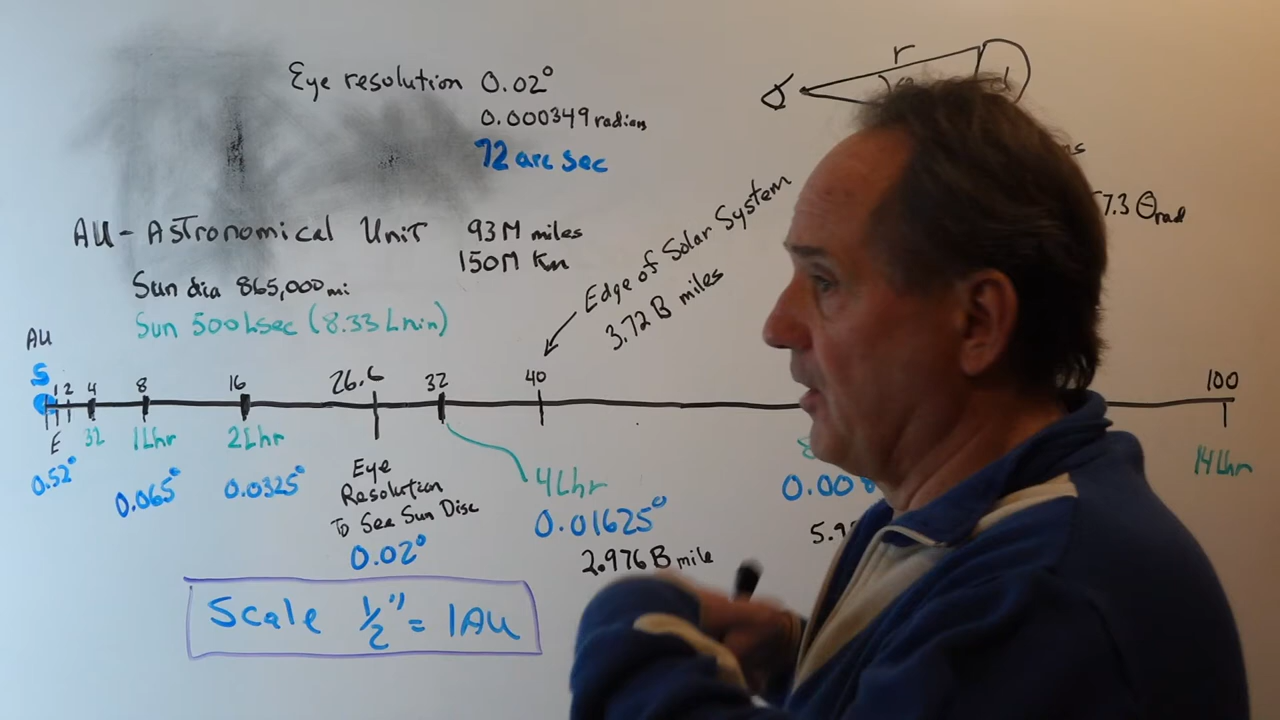 Eye resolution 0.02°
0.000349 radians
72 arc sec
r
AU - Astronomical Unit 93M miles
150M Km
Sun dia 865,000 mi
Sun 500 Lsec (8.33 Lmin)
Edge of Solar System
3.72 B miles
7.3 θrad
AU
S
1 2 4 8 16 26.6 32 40 100
E 32 1Lhr 2Lhr 14Lhr
0.52° 0.065° 0.0325°
Eye
Resolution
To See Sun Disc
0.02°
4Lhr
0.01625°
2.976 B mile
Scale 1/2" = 1AU